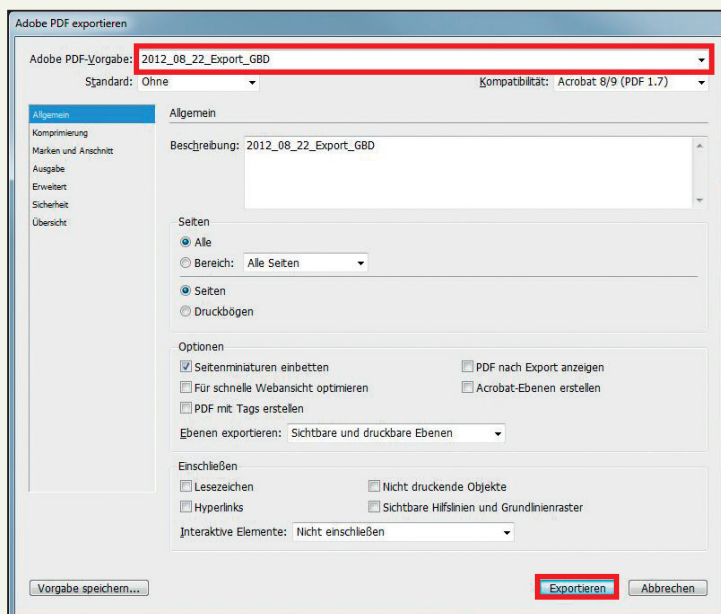 Adobe PDF exportieren
Adobe PDF-Vorgabe: 2012_08_22_Export_GBD
Standard: Ohne Kompatibilität: Acrobat 8/9 (PDF 1.7)
Allgemein
Komprimierung
Marken und Anschnitt
Ausgabe
Erweitert
Sicherheit
Übersicht
Allgemein
Beschreibung: 2012_08_22_Export_GBD
Seiten
Alle
Bereich: Alle Seiten
Seiten
Druckbögen
Optionen
Seitenminiaturen einbetten PDF nach Export anzeigen
Für schnelle Webansicht optimieren Acrobat-Ebenen erstellen
PDF mit Tags erstellen
Ebenen exportieren: Sichtbare und druckbare Ebenen
Einschließen
Lesezeichen Nicht druckende Objekte
Hyperlinks Sichtbare Hilfslinien und Grundlinienraster
Interaktive Elemente: Nicht einschließen
Vorgabe speichern... Exportieren Abbrechen